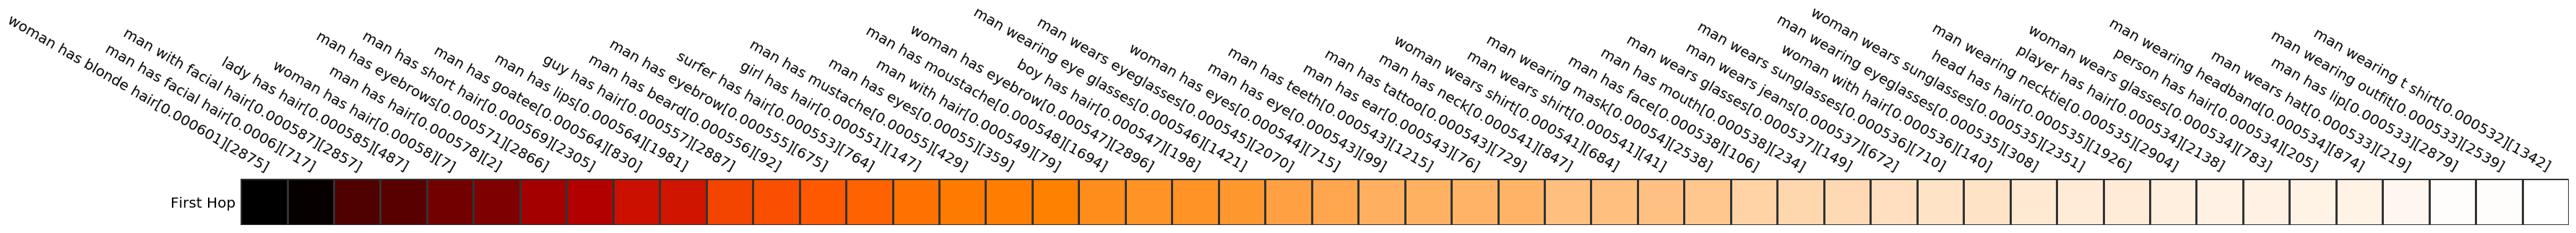 woman has blonde hair[0.000601][2875]
man has facial hair[0.0006][717]
man with facial hair[0.000587][2857]
lady has hair[0.000585][487]
woman has hair[0.00058][7]
man has hair[0.000578][2]
man has eyebrows[0.000571][2866]
man has short hair[0.000569][2305]
man has goatee[0.000564][830]
man has lips[0.000564][1981]
guy has hair[0.000557][2887]
man has beard[0.000556][92]
man has eyebrow[0.000555][675]
surfer has hair[0.000553][764]
girl has hair[0.000551][147]
man has mustache[0.00055][429]
man has eyes[0.00055][359]
man with hair[0.000549][79]
man has moustache[0.000548][1694]
woman has eyebrow[0.000547][2896]
boy has hair[0.000547][198]
man wearing eye glasses[0.000546][1421]
man wears eyeglasses[0.000545][2070]
woman has eyes[0.000544][715]
man has eye[0.000543][99]
man has teeth[0.000543][1215]
man has ear[0.000543][76]
man has tattoo[0.000543][729]
man has neck[0.000541][847]
woman wears shirt[0.000541][684]
man wears shirt[0.000541][41]
man wearing mask[0.00054][2538]
man has face[0.000538][106]
man has mouth[0.000538][234]
man wears glasses[0.000537][149]
man wears jeans[0.000537][672]
man wears sunglasses[0.000536][710]
woman with hair[0.000536][140]
man wearing eyeglasses[0.000535][308]
woman wears sunglasses[0.000535][2351]
head has hair[0.000535][1926]
man wearing necktie[0.000535][2904]
player has hair[0.000534][2138]
woman wears glasses[0.000534][783]
person has hair[0.000534][205]
man wearing headband[0.000534][874]
man wears hat[0.000533][219]
man has lip[0.000533][2879]
man wearing outfit[0.000533][2539]
man wearing t shirt[0.000532][1342]
First Hop